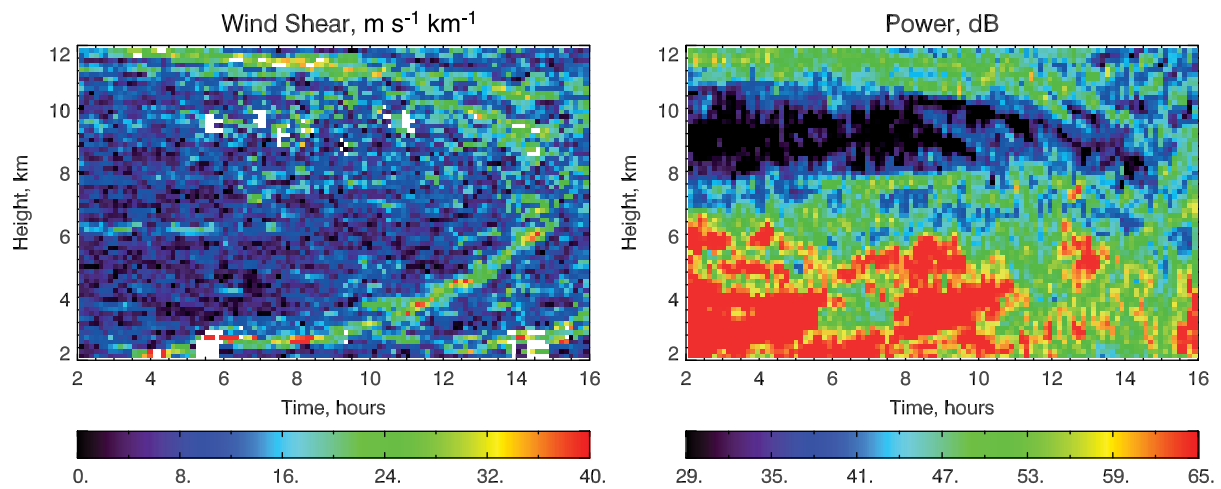 Wind Shear, m s-1 km-1
Power, dB
12
10
8
6
4
2
Height, km
2 4 6 8 10 12 14 16
Time, hours
0. 8. 16. 24. 32. 40.
12
10
8
6
4
2
Height, km
2 4 6 8 10 12 14 16
Time, hours
29. 35. 41. 47. 53. 59. 65.